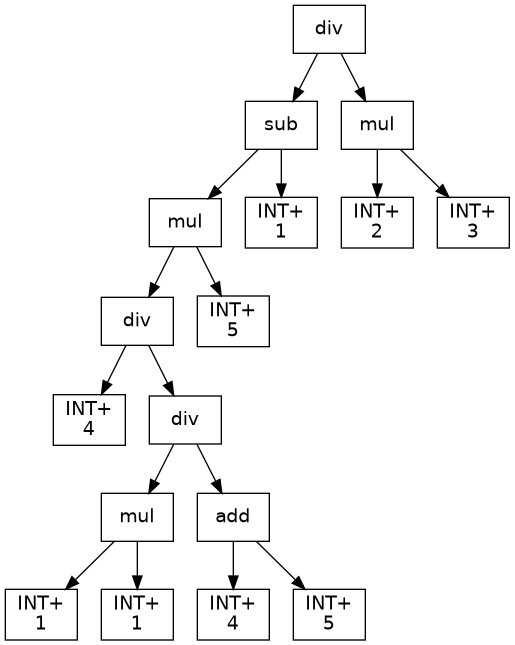 div
sub
mul
mul
INT+
1
INT+
2
INT+
3
div
INT+
5
INT+
4
div
mul
add
INT+
1
INT+
1
INT+
4
INT+
5